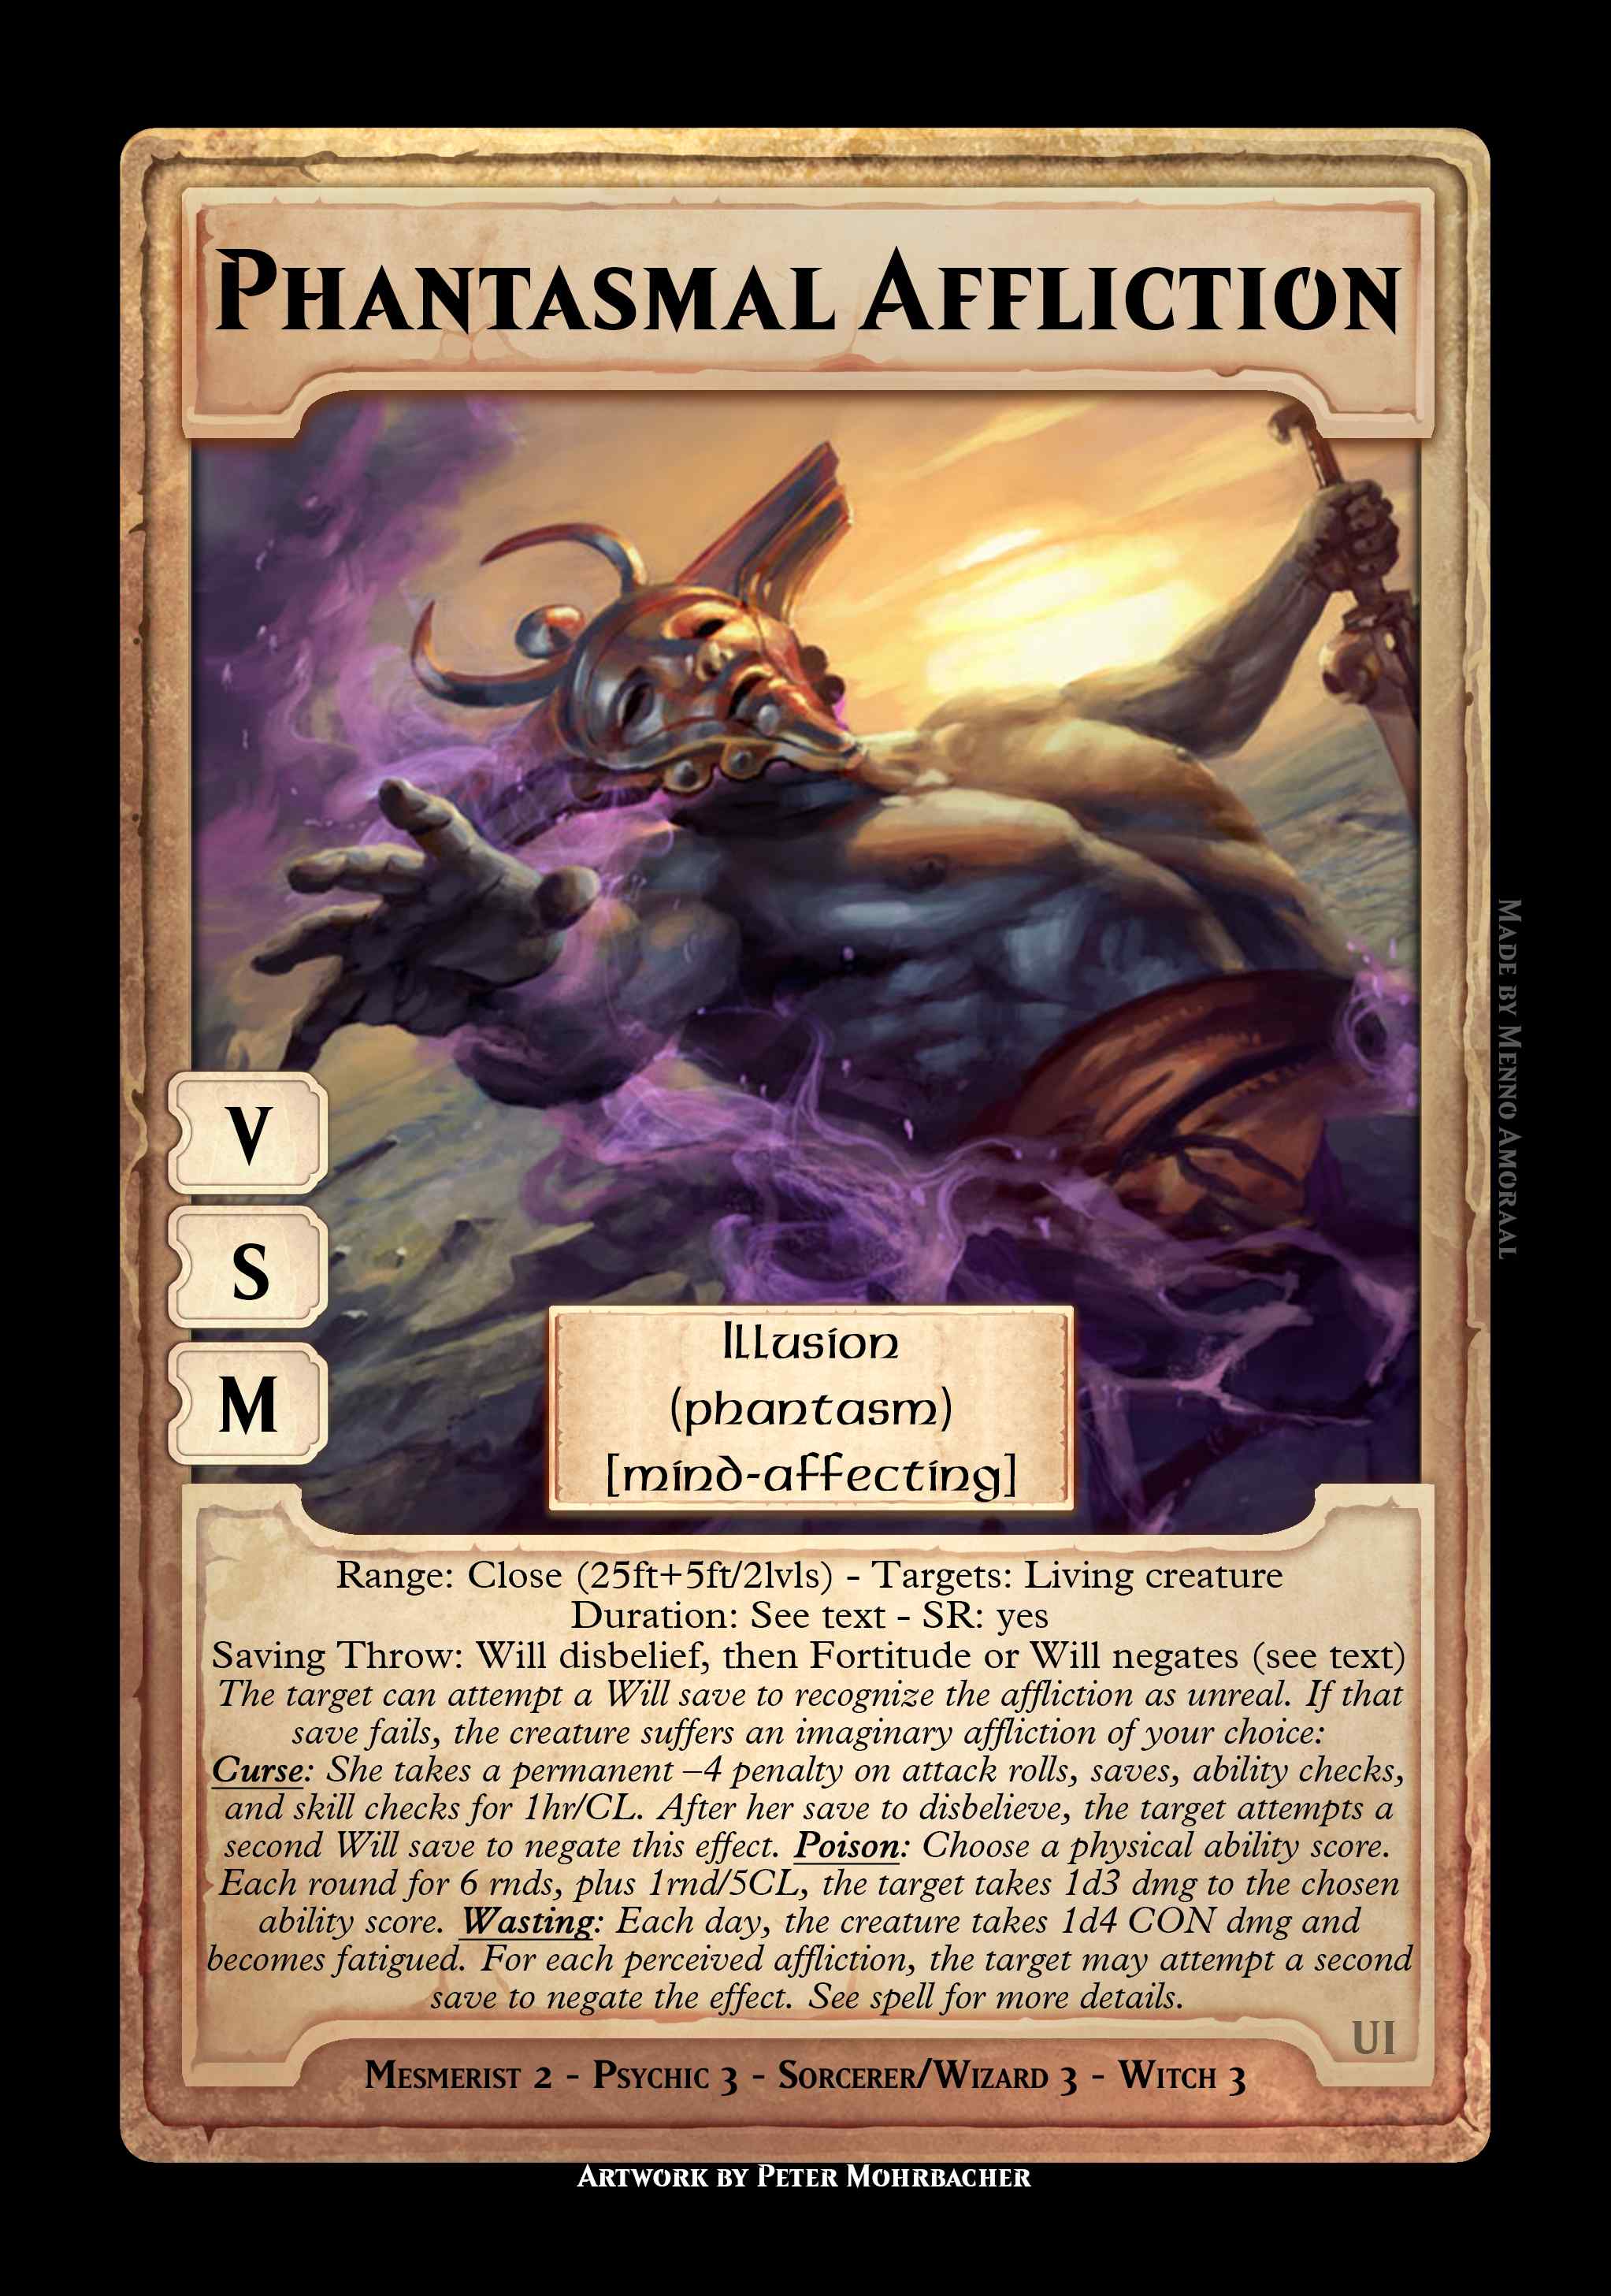 Phantasmal Affliction
V
S
M
Illusion
(phantasm)
[mind-affecting]
Range: Close (25ft+5ft/2lvls) - Targets: Living creature
Duration: See text - SR: yes
Saving Throw: Will disbelief, then Fortitude or Will negates (see text)
The target can attempt a Will save to recognize the affliction as unreal. If that
save fails, the creature suffers an imaginary affliction of your choice:
Curse: She takes a permanent –4 penalty on attack rolls, saves, ability checks,
and skill checks for 1hr/CL. After her save to disbelieve, the target attempts a
second Will save to negate this effect. Poison: Choose a physical ability score.
Each round for 6 rnds, plus 1rnd/5CL, the target takes 1d3 dmg to the chosen
ability score. Wasting: Each day, the creature takes 1d4 CON dmg and
becomes fatigued. For each perceived affliction, the target may attempt a second
save to negate the effect. See spell for more details.
UI
Mesmerist 2 - Psychic 3 - Sorcerer/Wizard 3 - Witch 3
Artwork by Peter Mohrbacher
Made by Menno Amoraal